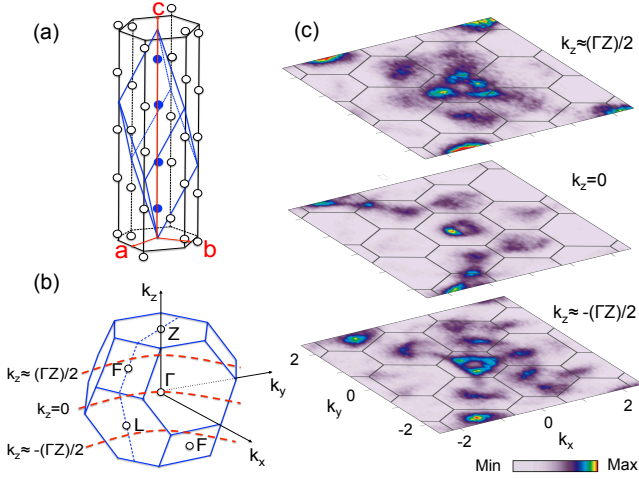 (a)
c
a
b
(b)
k_z
Z
F
Γ
k_z≈ (ΓZ)/2
k_y
k_z=0
L
F
k_x
k_z≈ -(ΓZ)/2
(c)
k_z≈(ΓZ)/2
k_z=0
k_z≈ -(ΓZ)/2
2
0
k_y
-2
-2
0
k_x
2
Min
Max